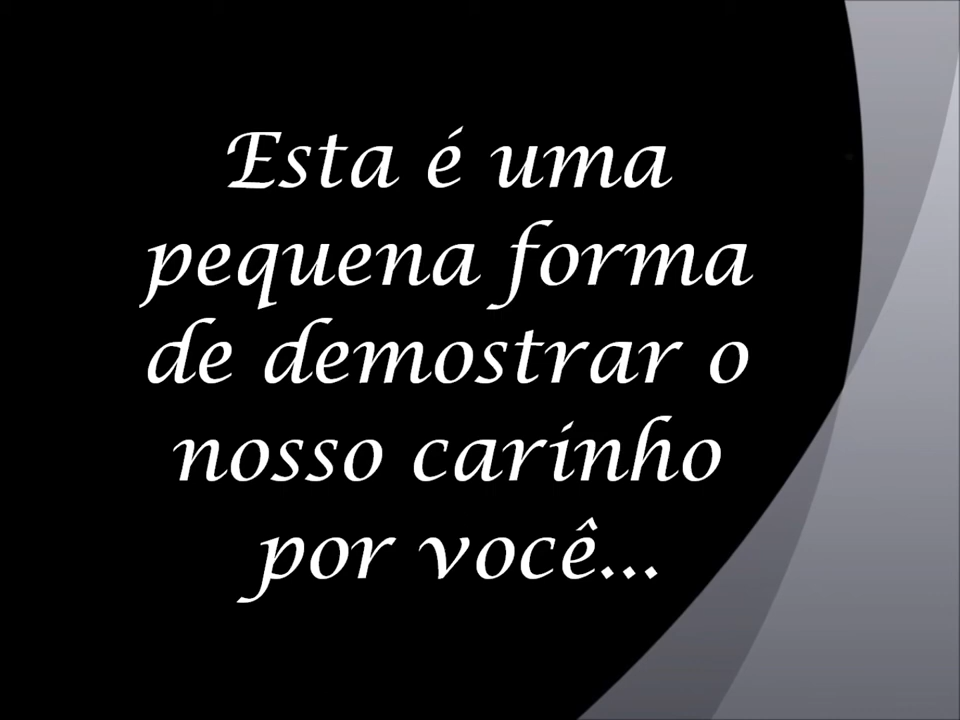 Esta é uma
pequena forma
de demostrar o
nosso carinho
por você...